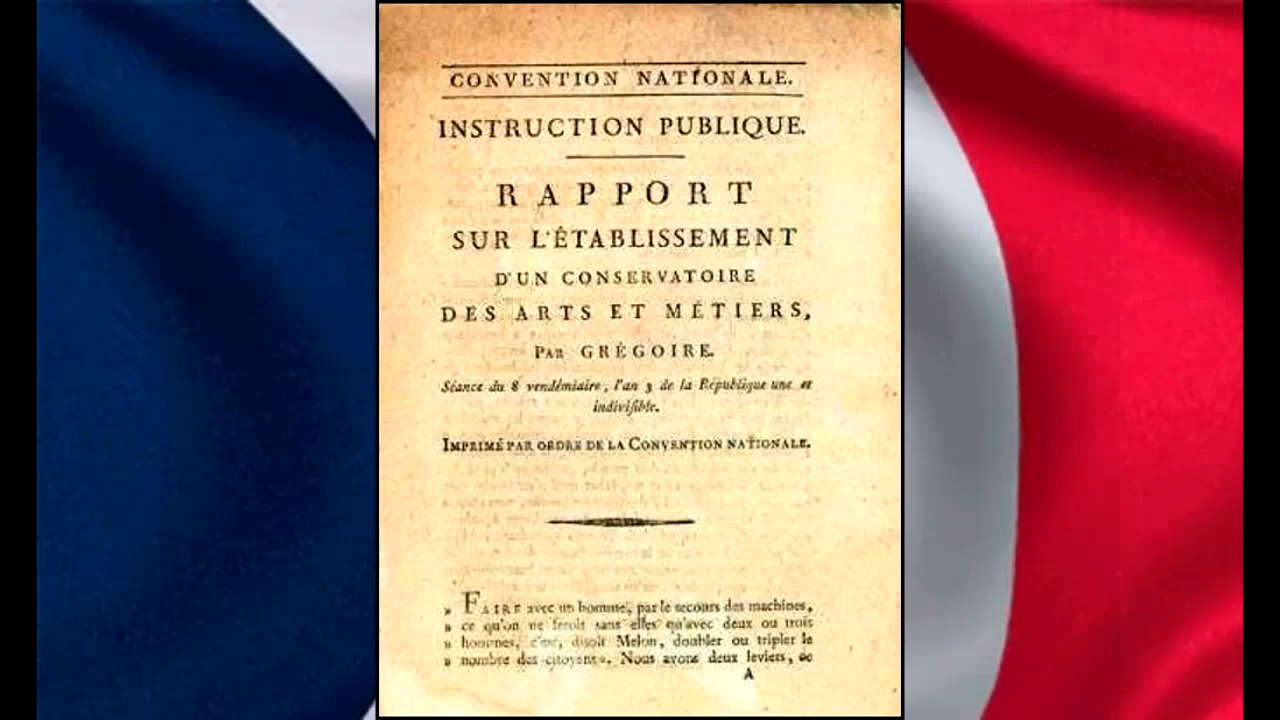 CONVENTION NATIONALE.
INSTRUCTION PUBLIQUE.
RAPPORT
SUR L'ÉTABLISSEMENT
D'UN CONSERVATOIRE
DES ARTS ET MÉTIERS,
PAR GRÉGOIRE.
Séance du 8 vendémiaire, l'an 3 de la République une et
indiviſible.
IMPRIMÉ PAR ORDRE DE LA CONVENTION NATIONALE.
» FAIRE avec un homme, par le secours des machines,
» ce qu'on ne feroit sans elles qu'avec deux ou trois
» hommes, c'est, disoit Melon, doubler ou tripler le
» nombre des citoyens ». Nous avons deux leviers,
A